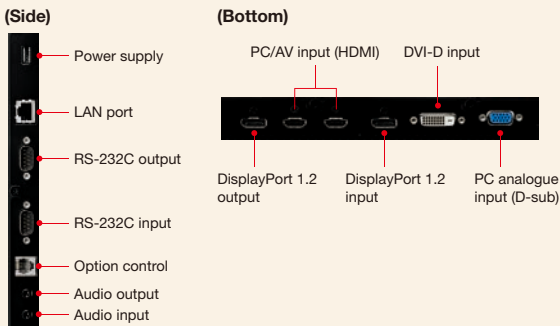 (Side)
Power supply
LAN port
RS-232C output
RS-232C input
Option control
Audio output
Audio input
(Bottom)
PC/AV input (HDMI)
DVI-D input
DisplayPort 1.2
output
DisplayPort 1.2
input
PC analogue
input (D-sub)